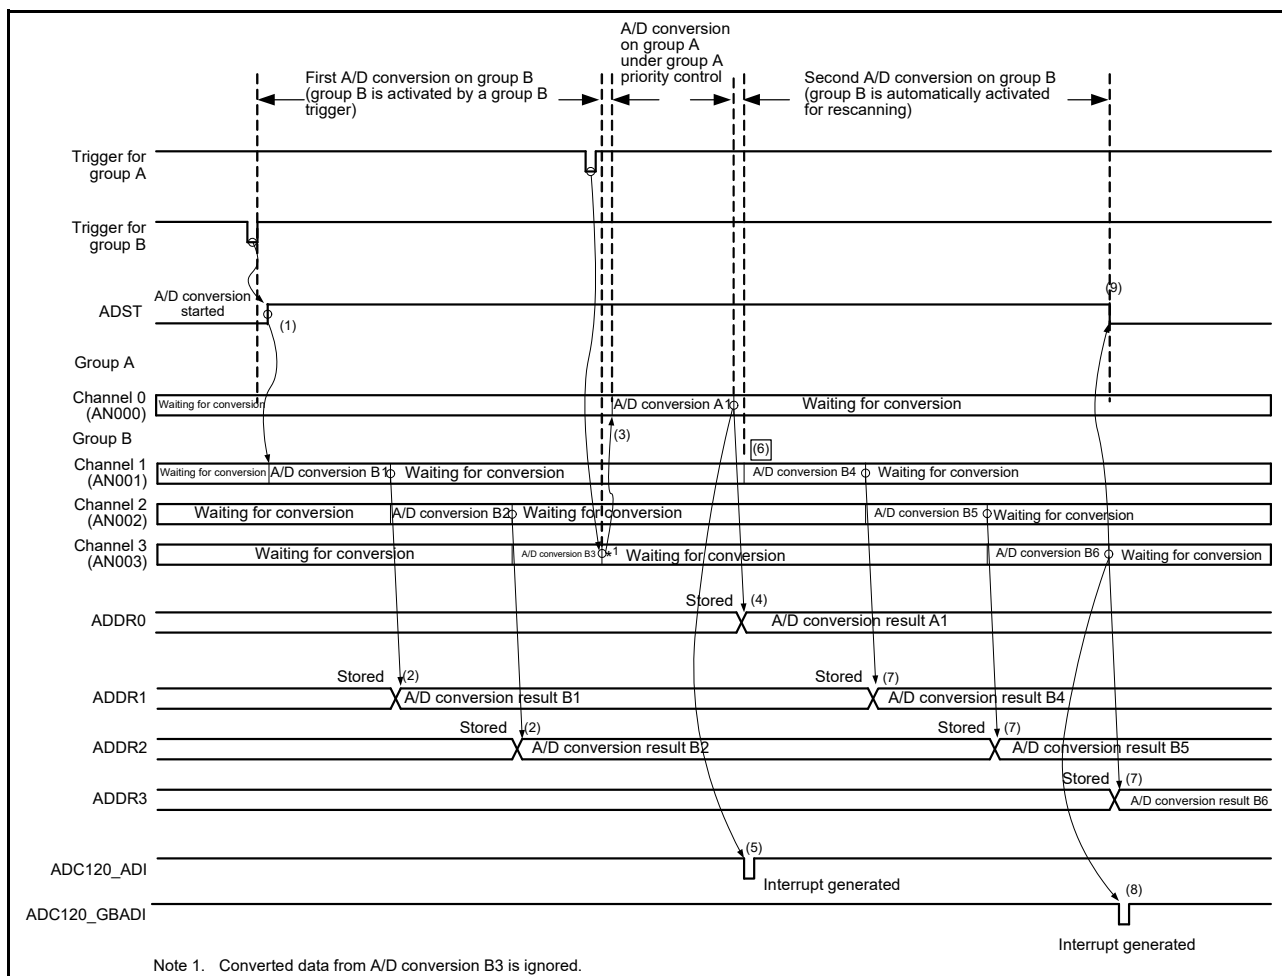 A/D conversion
on group A
under group A
priority control
First A/D conversion on group B
(group B is activated by a group B
trigger)
Second A/D conversion on group B
(group B is automatically activated
for rescanning)
Trigger for
group A
Trigger for
group B
ADST
A/D conversion
started
(1)
(9)
Group A
Channel 0
(AN000)
Waiting for conversion
A/D conversion A1
Waiting for conversion
(3)
Group B
(6)
Channel 1
(AN001)
Waiting for conversion
A/D conversion B1
Waiting for conversion
A/D conversion B4
Waiting for conversion
Channel 2
(AN002)
Waiting for conversion
A/D conversion B2
Waiting for conversion
A/D conversion B5
Waiting for conversion
Channel 3
(AN003)
Waiting for conversion
A/D conversion B3
*1
Waiting for conversion
A/D conversion B6
Waiting for conversion
ADDR0
Stored
(4)
A/D conversion result A1
ADDR1
Stored
(2)
A/D conversion result B1
Stored
(7)
A/D conversion result B4
ADDR2
Stored
(2)
A/D conversion result B2
Stored
(7)
A/D conversion result B5
ADDR3
Stored
(7)
A/D conversion result B6
ADC120_ADI
(5)
Interrupt generated
ADC120_GBADI
(8)
Interrupt generated
Note 1. Converted data from A/D conversion B3 is ignored.